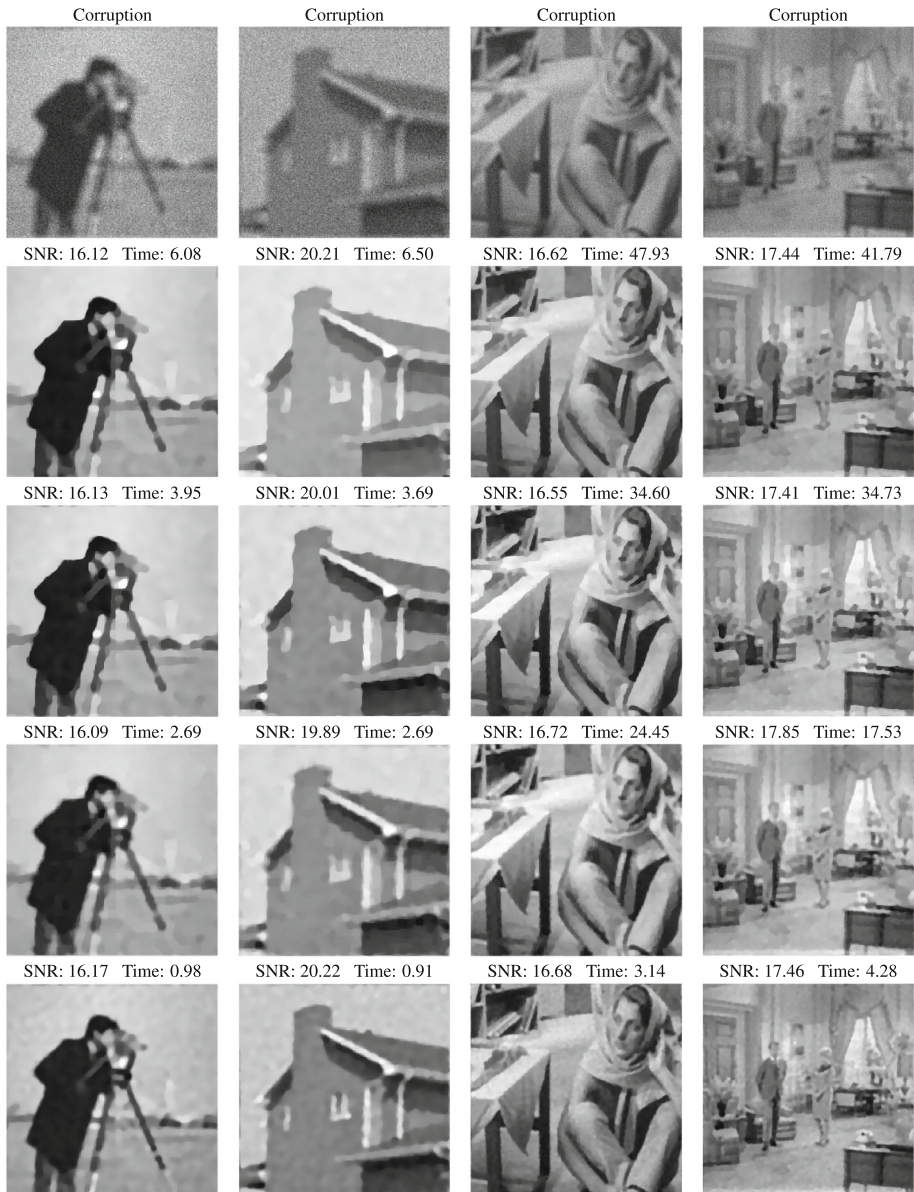 Corruption Corruption Corruption Corruption
SNR: 16.12 Time: 6.08 SNR: 20.21 Time: 6.50 SNR: 16.62 Time: 47.93 SNR: 17.44 Time: 41.79
SNR: 16.13 Time: 3.95 SNR: 20.01 Time: 3.69 SNR: 16.55 Time: 34.60 SNR: 17.41 Time: 34.73
SNR: 16.09 Time: 2.69 SNR: 19.89 Time: 2.69 SNR: 16.72 Time: 24.45 SNR: 17.85 Time: 17.53
SNR: 16.17 Time: 0.98 SNR: 20.22 Time: 0.91 SNR: 16.68 Time: 3.14 SNR: 17.46 Time: 4.28